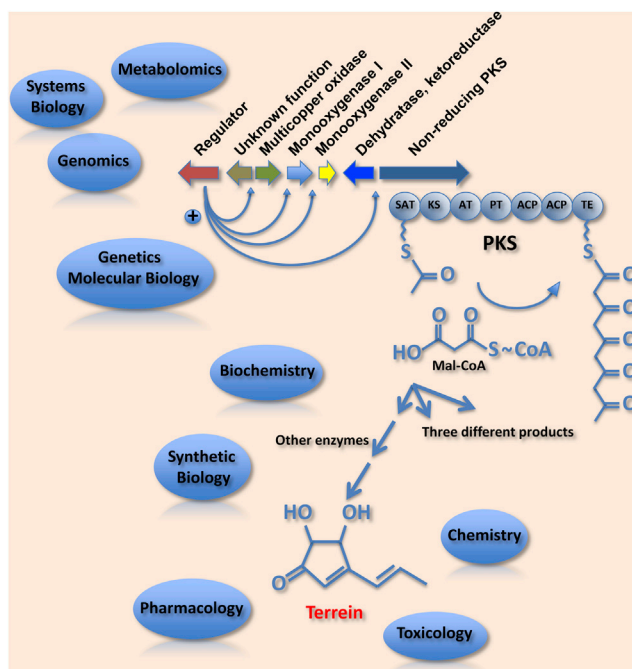 Metabolomics
Systems
Biology
Genomics
Genetics
Molecular Biology
Regulator
Unknown function
Multicopper oxidase
Monooxygenase I
Monooxygenase II
Dehydratase, ketoreductase
Non-reducing PKS
+
SAT KS AT PT ACP ACP TE
PKS
S
S
O
O
O
O
O
O
O
O O
HO S~CoA
Mal-CoA
Biochemistry
Other enzymes
Three different products
Synthetic
Biology
HO OH
O
Terrein
Chemistry
Pharmacology
Toxicology